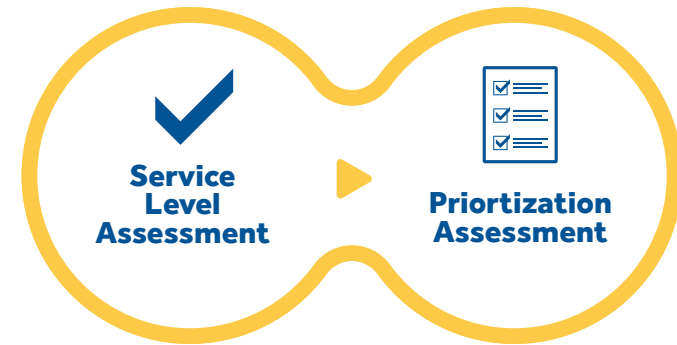 Service
Level
Assessment
Priortization
Assessment